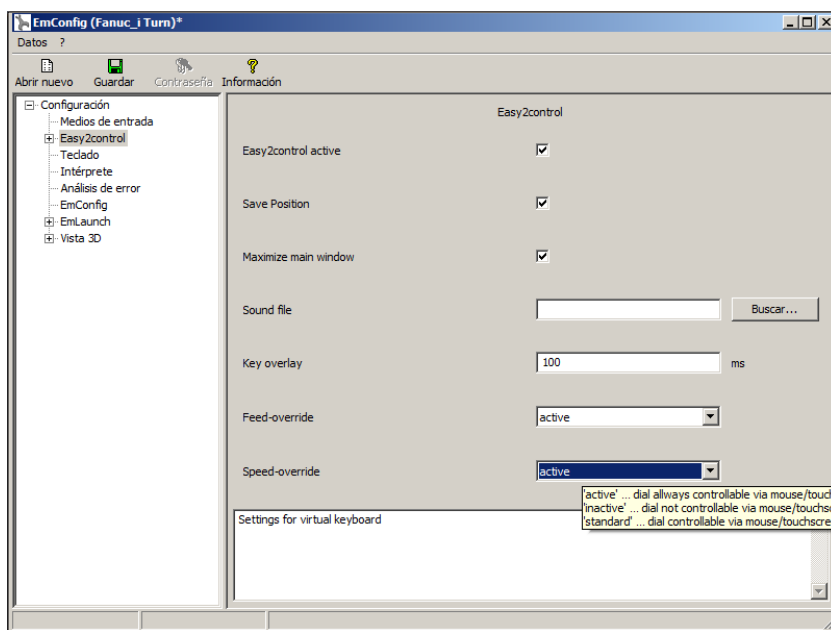 EmConfig (Fanuc_i Turn)*
Datos ?
Abrir nuevo Guardar Contraseña Información
Configuración
Medios de entrada
Easy2control
Teclado
Intérprete
Análisis de error
EmConfig
EmLaunch
Vista 3D
Easy2control
Easy2control active
Save Position
Maximize main window
Sound file Buscar...
Key overlay 100 ms
Feed-override active
Speed-override active
'active' ... dial allways controllable via mouse/touch
'inactive' ... dial not controllable via mouse/touchs
'standard' ... dial controllable via mouse/touchscre
Settings for virtual keyboard